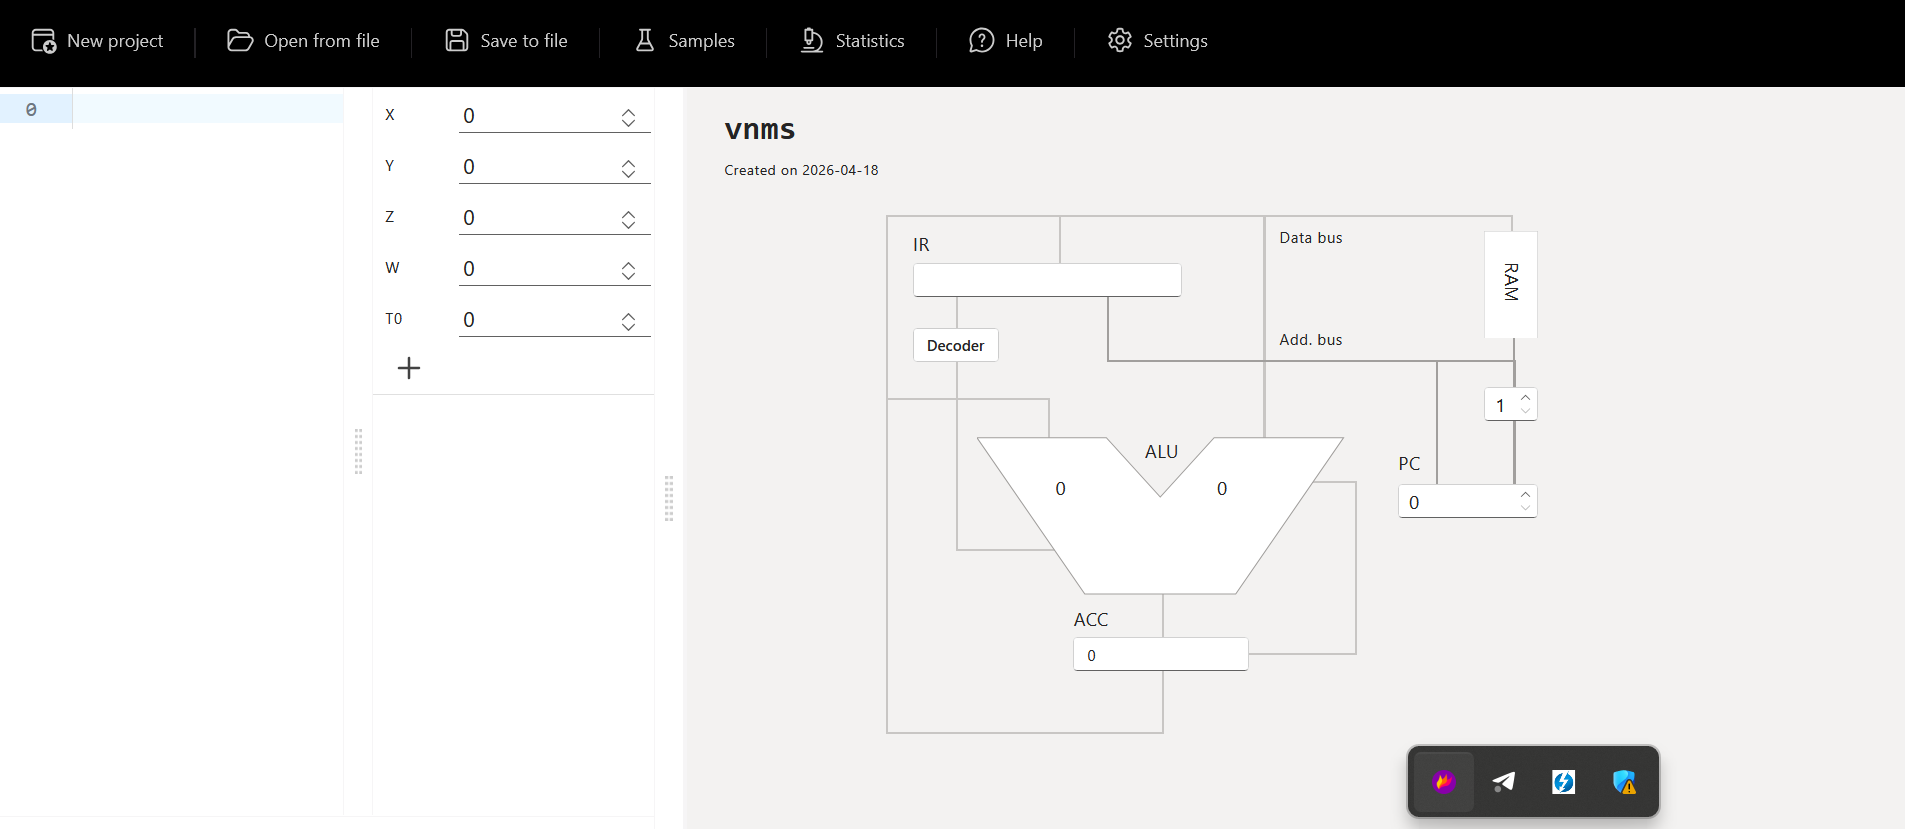 New project
Open from file
Save to file
Samples
Statistics
Help
Settings
0
X 0
Y 0
Z 0
W 0
T0 0
vnms
Created on 2026-04-18
IR
Data bus
RAM
Decoder
Add. bus
1
ALU
0 0
PC
0
ACC
0